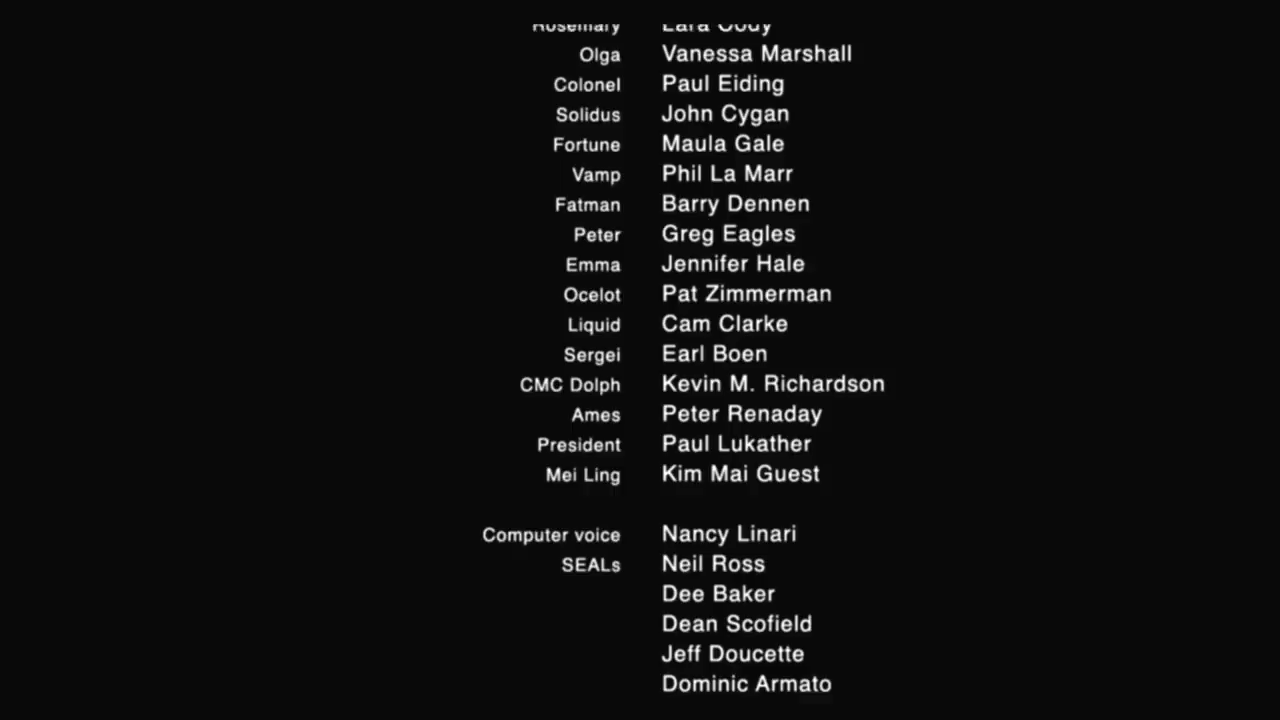 Rosemary Lara Cody
Olga Vanessa Marshall
Colonel Paul Eiding
Solidus John Cygan
Fortune Maula Gale
Vamp Phil La Marr
Fatman Barry Dennen
Peter Greg Eagles
Emma Jennifer Hale
Ocelot Pat Zimmerman
Liquid Cam Clarke
Sergei Earl Boen
CMC Dolph Kevin M. Richardson
Ames Peter Renaday
President Paul Lukather
Mei Ling Kim Mai Guest
Computer voice Nancy Linari
SEALs Neil Ross
Dee Baker
Dean Scofield
Jeff Doucette
Dominic Armato